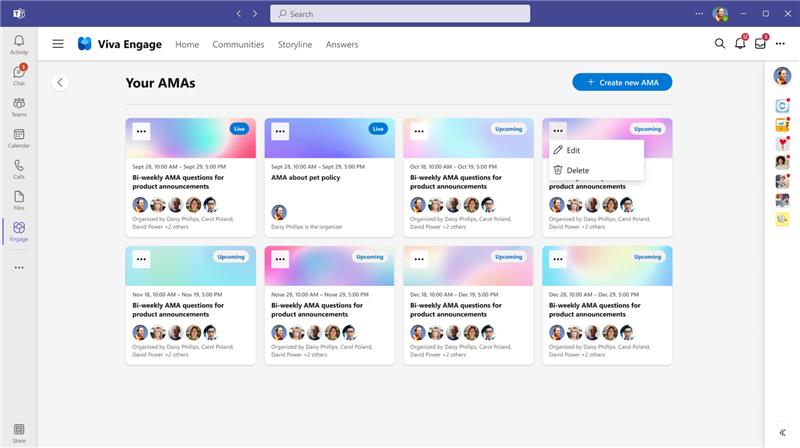 Search
Activity
Chat
1
Teams
Calendar
Calls
Files
Engage
Store
Viva Engage
Home
Communities
Storyline
Answers
12
5
Your AMAs
+ Create new AMA
Live
Sept 28, 10:00 AM – Sept 29, 5:00 PM
Bi-weekly AMA questions for
product announcements
Organized by Daisy Phillips, Carol Poland,
David Power +2 others
Live
Sept 28, 10:00 AM – Sept 29, 5:00 PM
AMA about pet policy
Daisy Phillips is the organizer
Upcoming
Oct 18, 10:00 AM – Oct 19, 5:00 PM
Bi-weekly AMA questions for
product announcements
Organized by Daisy Phillips, Carol Poland,
David Power +2 others
Upcoming
Edit
Delete
product announcements
Organized by Daisy Phillips, Carol Poland,
David Power +2 others
Upcoming
Nov 18, 10:00 AM – Nov 19, 5:00 PM
Bi-weekly AMA questions for
product announcements
Organized by Daisy Phillips, Carol Poland,
David Power +2 others
Upcoming
Nove 28, 10:00 AM – Nove 29, 5:00 PM
Bi-weekly AMA questions for
product announcements
Organized by Daisy Phillips, Carol Poland,
David Power +2 others
Upcoming
Dec 18, 10:00 AM – Dec 19, 5:00 PM
Bi-weekly AMA questions for
product announcements
Organized by Daisy Phillips, Carol Poland,
David Power +2 others
Upcoming
Dec 28, 10:00 AM – Dec 29, 5:00 PM
Bi-weekly AMA questions for
product announcements
Organized by Daisy Phillips, Carol Poland,
David Power +2 others